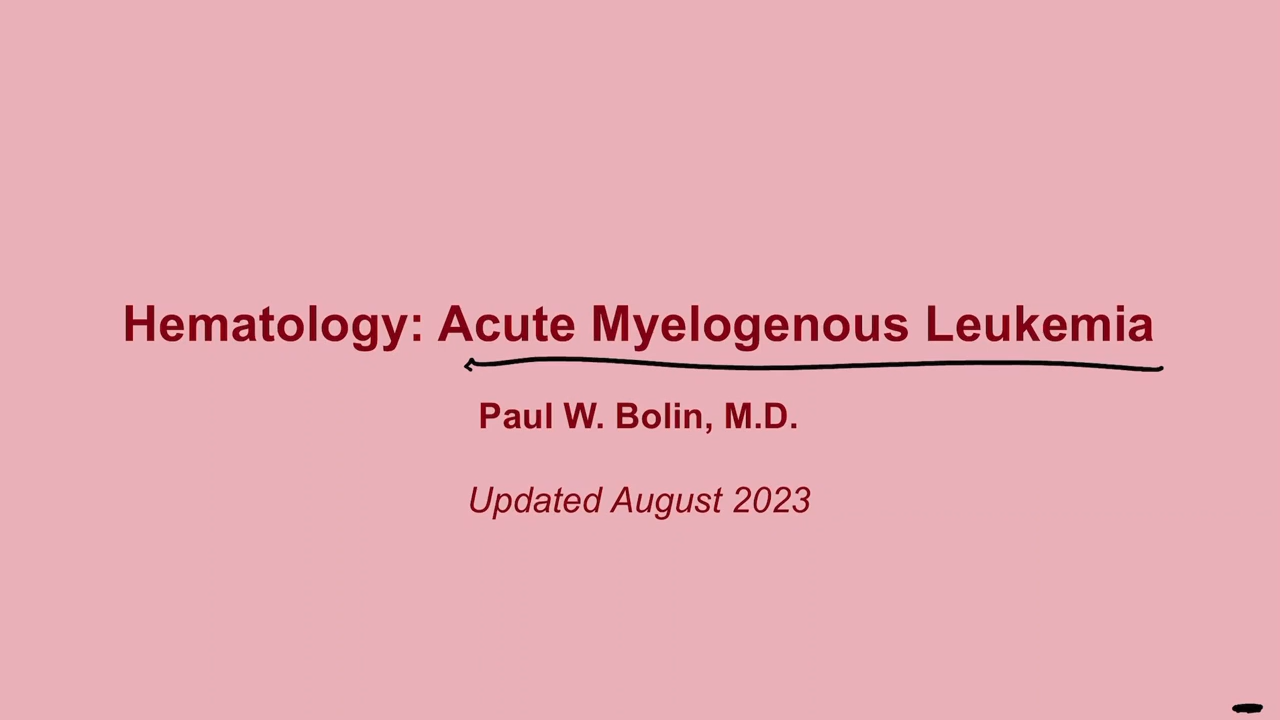 Hematology: Acute Myelogenous Leukemia
Paul W. Bolin, M.D.
Updated August 2023